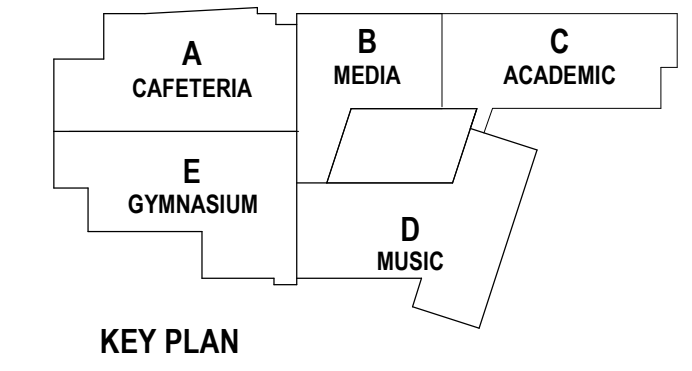 A
CAFETERIA
B
MEDIA
C
ACADEMIC
E
GYMNASIUM
D
MUSIC
KEY PLAN